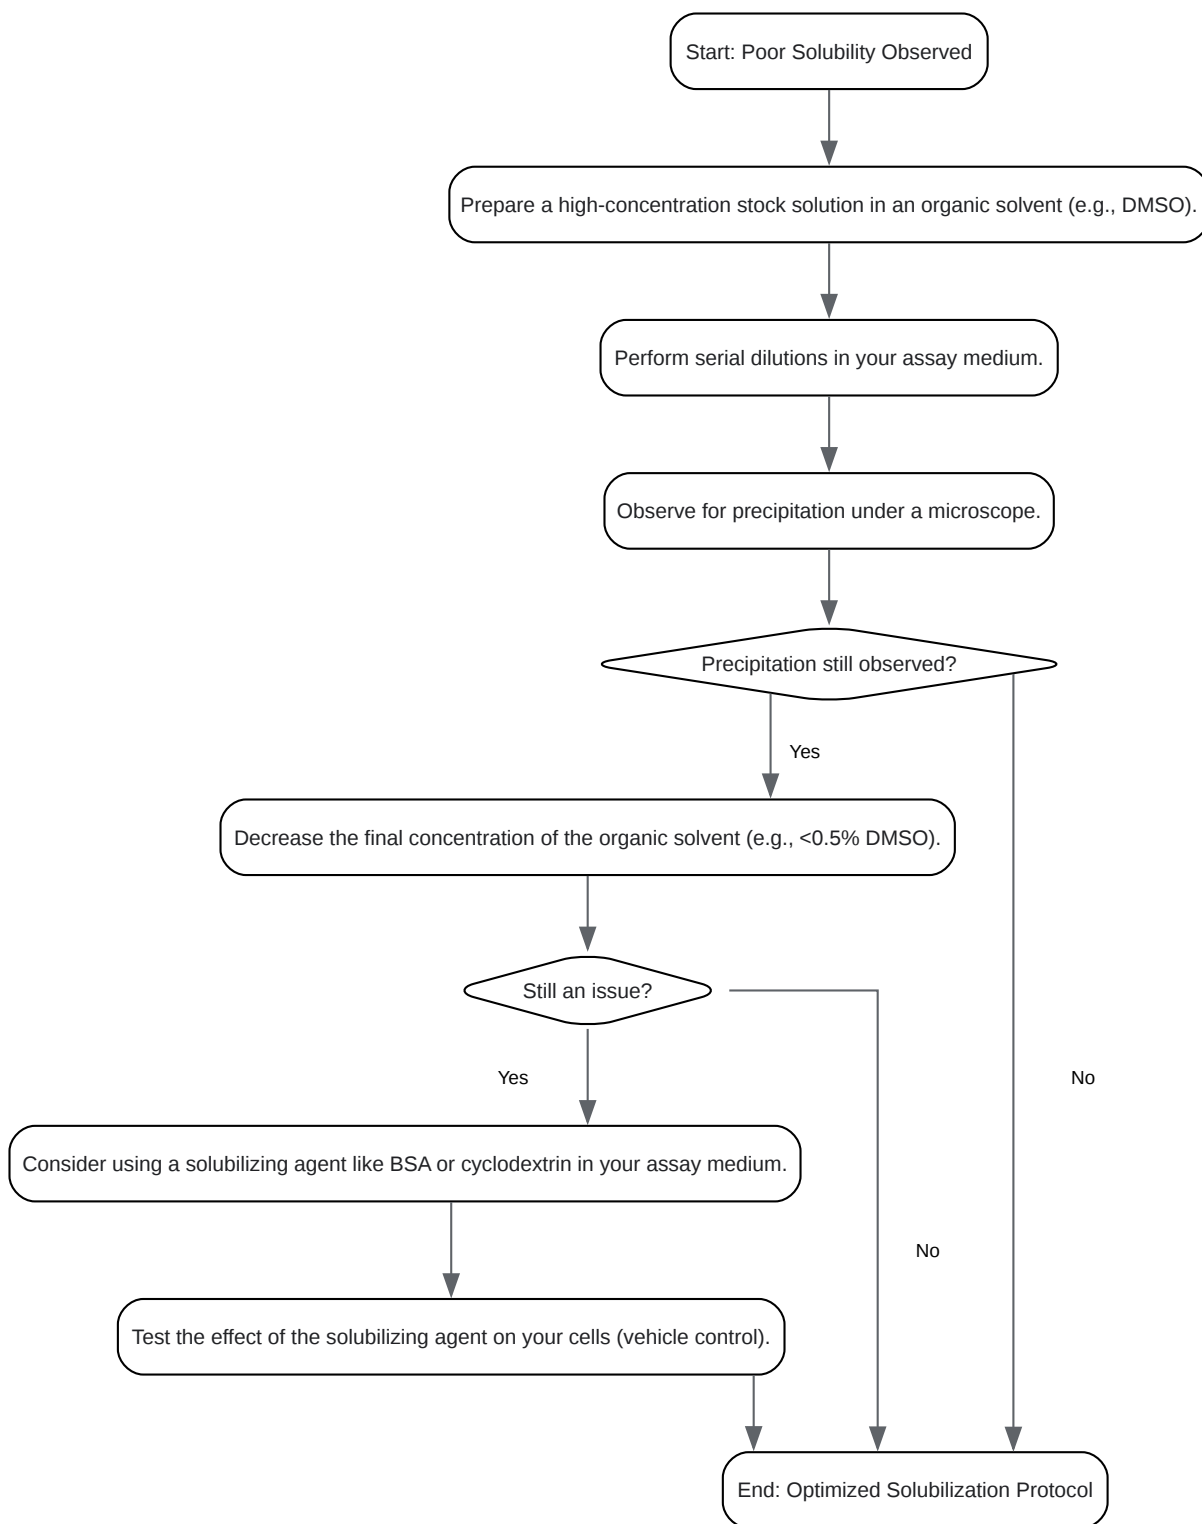 Start: Poor Solubility Observed
Prepare a high-concentration stock solution in an organic solvent (e.g., DMSO).
Perform serial dilutions in your assay medium.
Observe for precipitation under a microscope.
Precipitation still observed?
Yes
Decrease the final concentration of the organic solvent (e.g., <0.5% DMSO).
Still an issue?
Yes
No
Consider using a solubilizing agent like BSA or cyclodextrin in your assay medium.
No
Test the effect of the solubilizing agent on your cells (vehicle control).
End: Optimized Solubilization Protocol